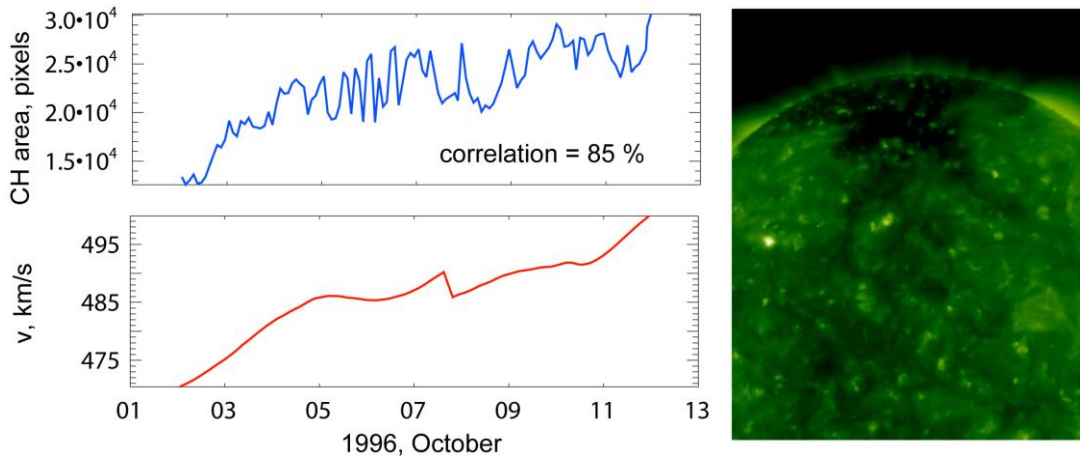 CH area, pixels
3.0•10⁴
2.5•10⁴
2.0•10⁴
1.5•10⁴
correlation = 85 %
v, km/s
495
485
475
01 03 05 07 09 11 13
1996, October